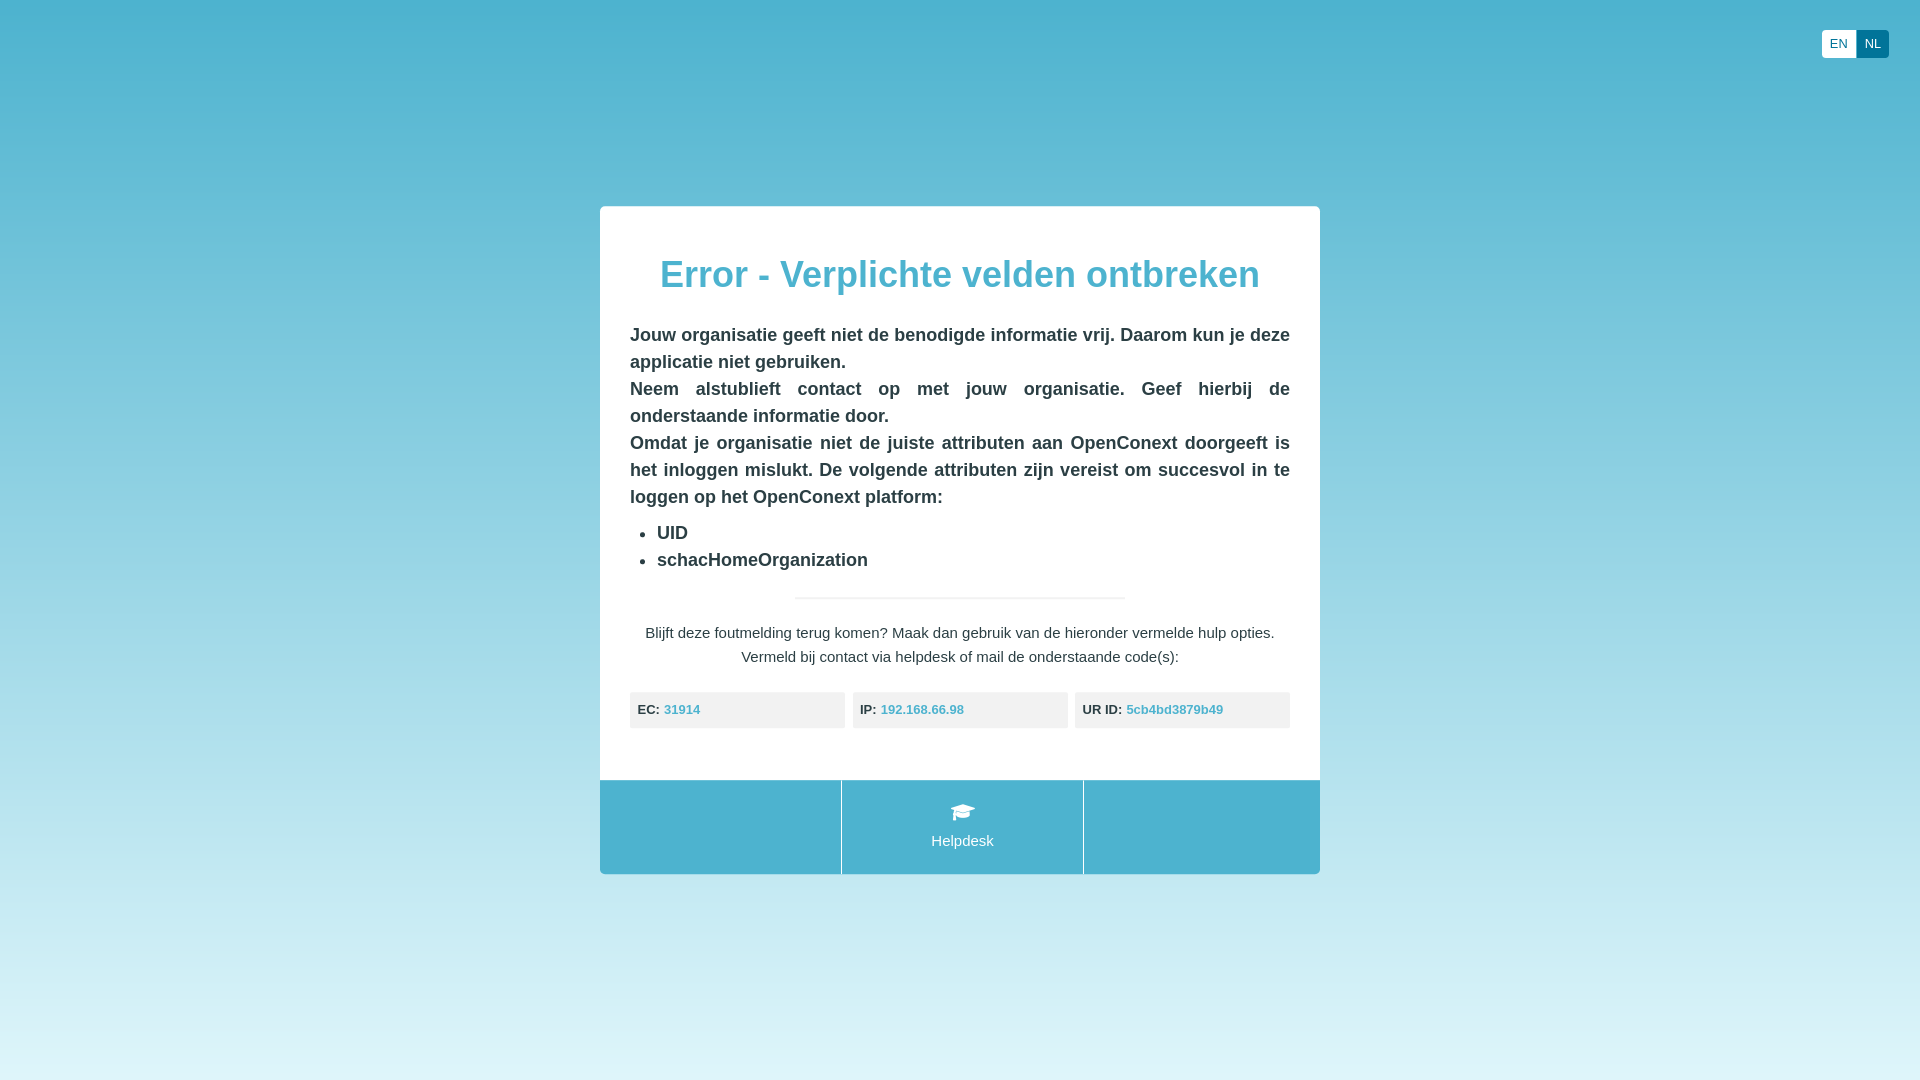 EN NL
Error - Verplichte velden ontbreken
Jouw organisatie geeft niet de benodigde informatie vrij. Daarom kun je deze
applicatie niet gebruiken.
Neem alstublieft contact op met jouw organisatie. Geef hierbij de
onderstaande informatie door.
Omdat je organisatie niet de juiste attributen aan OpenConext doorgeeft is
het inloggen mislukt. De volgende attributen zijn vereist om succesvol in te
loggen op het OpenConext platform:
• UID
• schacHomeOrganization
Blijft deze foutmelding terug komen? Maak dan gebruik van de hieronder vermelde hulp opties.
Vermeld bij contact via helpdesk of mail de onderstaande code(s):
EC: 31914 IP: 192.168.66.98 UR ID: 5cb4bd3879b49
Helpdesk